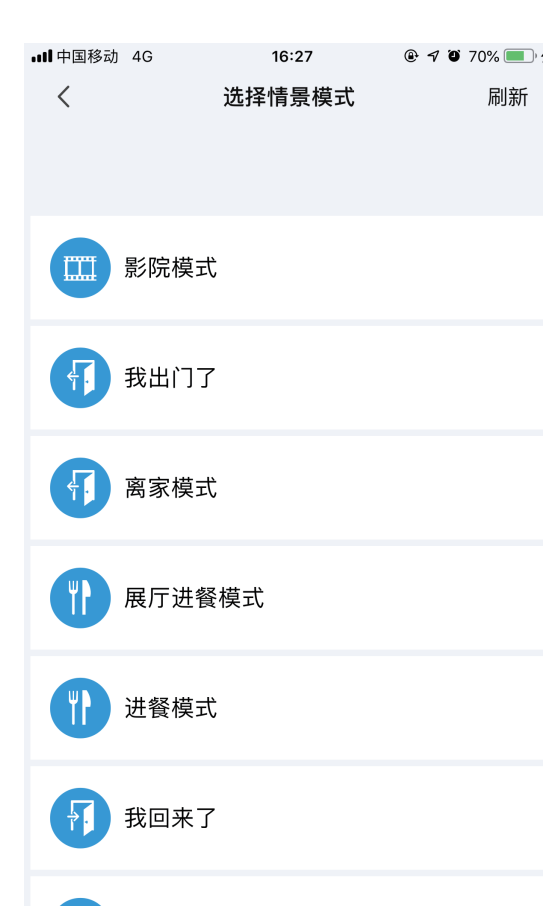 中国移动 4G 16:27 70%
选择情景模式 刷新
影院模式
我出门了
离家模式
展厅进餐模式
进餐模式
我回来了